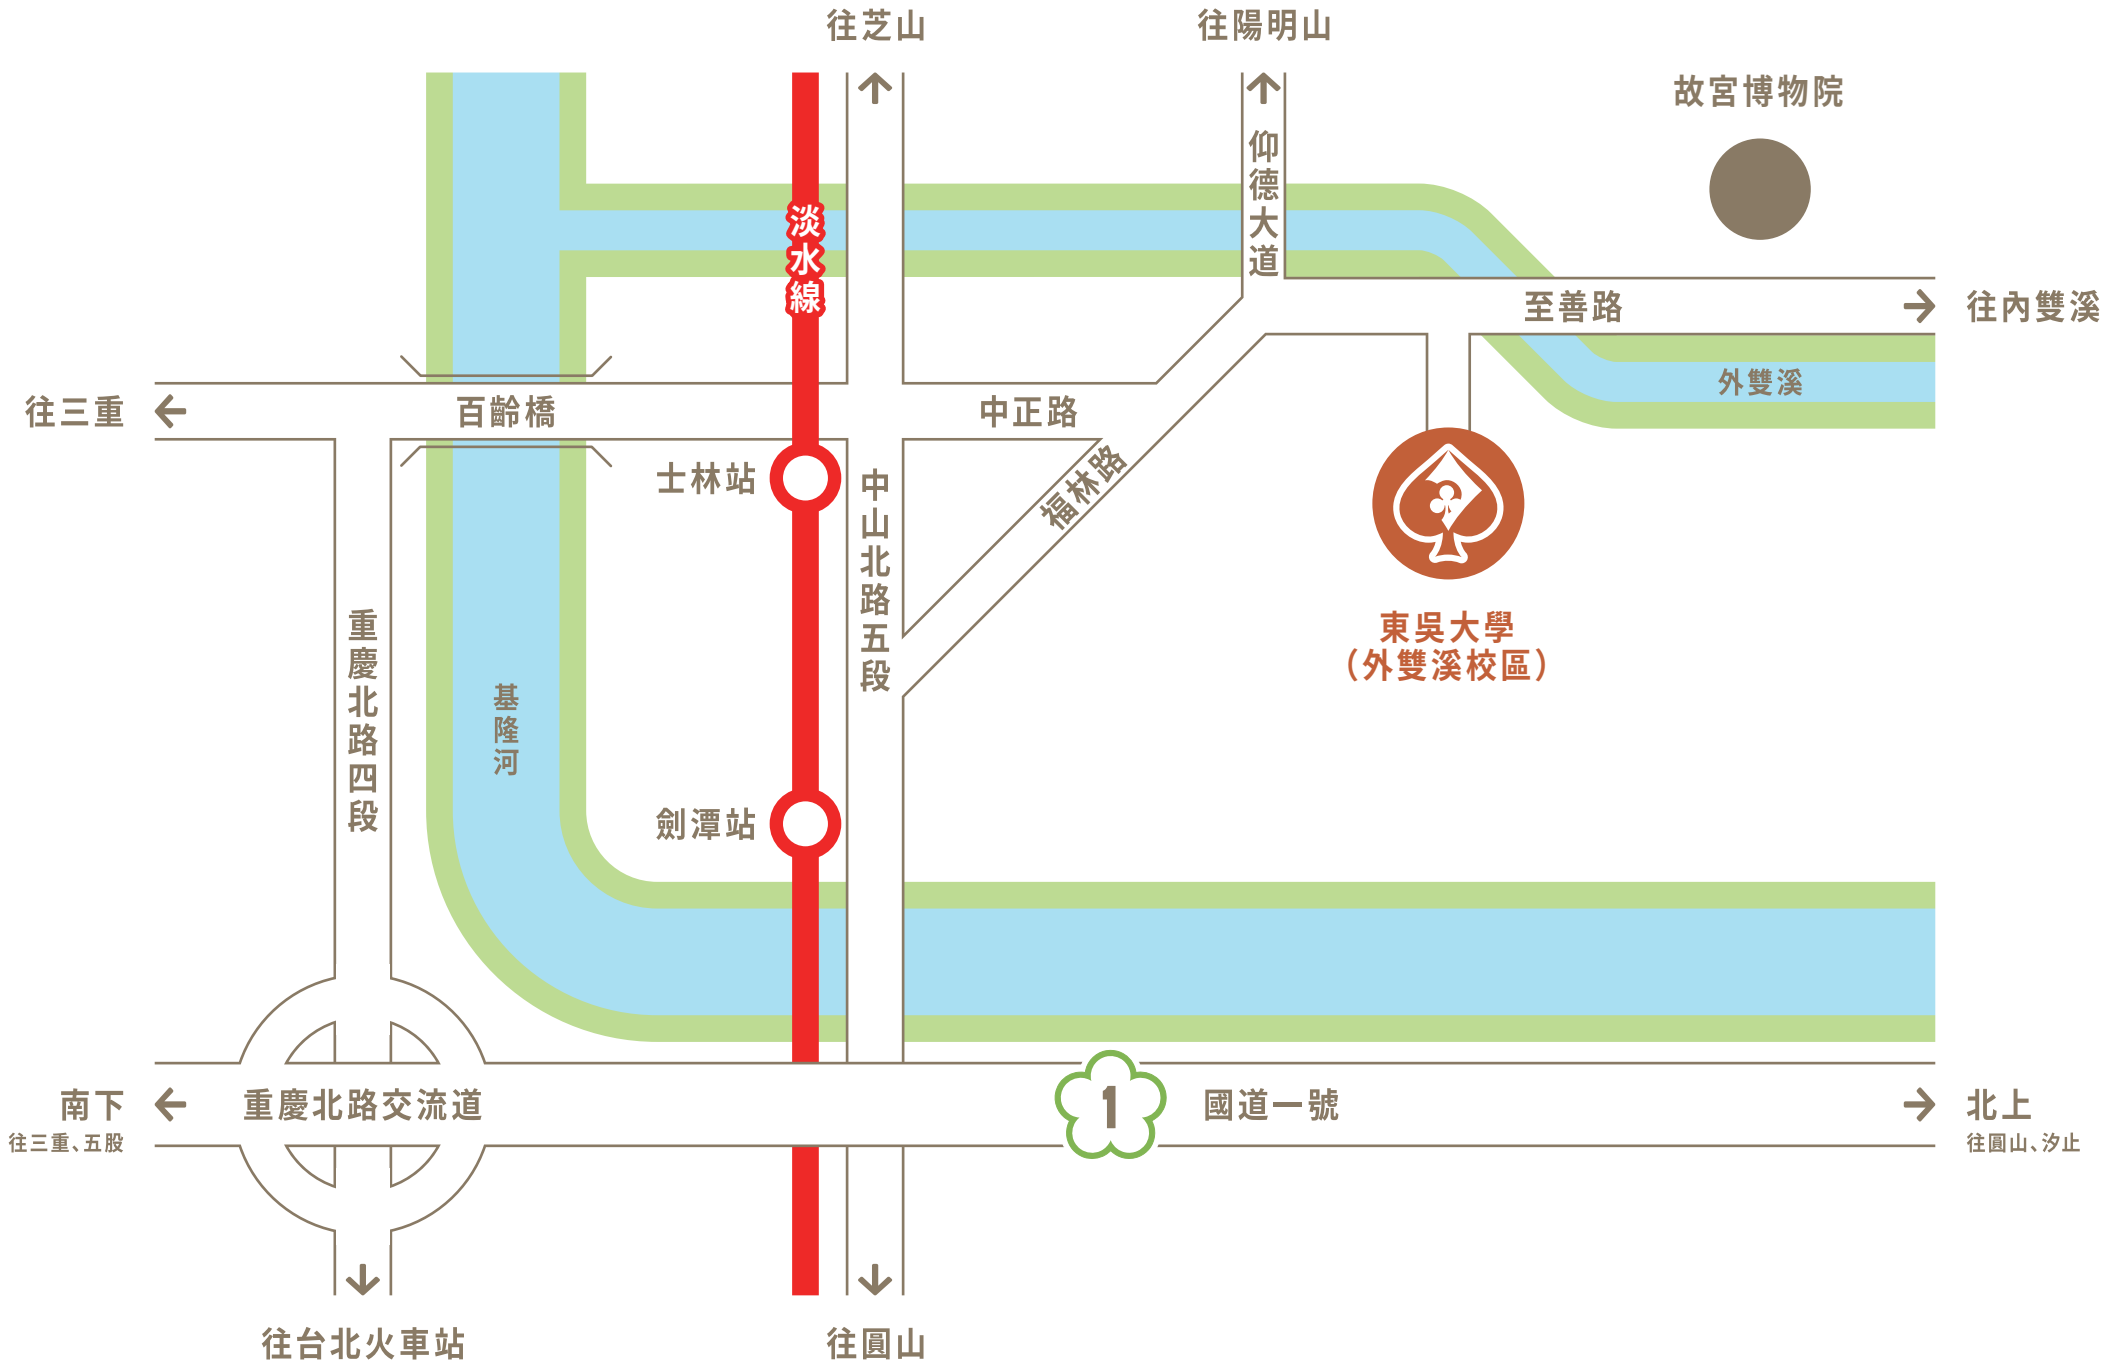 往芝山
往陽明山
故宮博物院
仰德大道
淡水線
至善路
往內雙溪
外雙溪
往三重
百齡橋
中正路
士林站
福林路
中山北路五段
重慶北路四段
東吳大學
（外雙溪校區）
基隆河
劍潭站
南下
往三重、五股
重慶北路交流道
1
國道一號
北上
往圓山、汐止
往台北火車站
往圓山